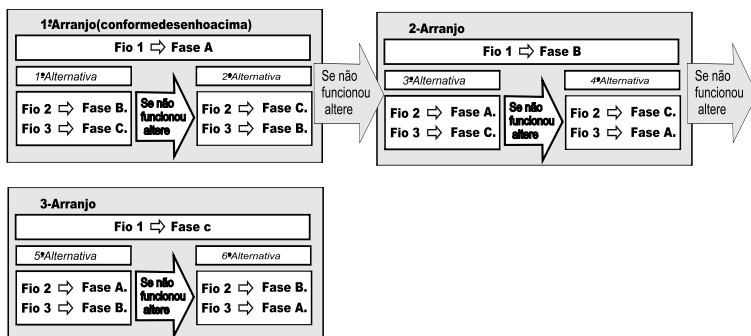 1ªArranjo(conformedesenhoacima)
Fio 1 ⇨ Fase A
1ªAlternativa
Fio 2 ⇨ Fase B.
Fio 3 ⇨ Fase C.
Se não
funcionou
altere
2ªAlternativa
Fio 2 ⇨ Fase C.
Fio 3 ⇨ Fase B.
Se não
funcionou
altere
2-Arranjo
Fio 1 ⇨ Fase B
3ªAlternativa
Fio 2 ⇨ Fase A.
Fio 3 ⇨ Fase C.
Se não
funcionou
altere
4ªAlternativa
Fio 2 ⇨ Fase C.
Fio 3 ⇨ Fase A.
Se não
funcionou
altere
3-Arranjo
Fio 1 ⇨ Fase c
5ªAlternativa
Fio 2 ⇨ Fase A.
Fio 3 ⇨ Fase B.
Se não
funcionou
altere
6ªAlternativa
Fio 2 ⇨ Fase B.
Fio 3 ⇨ Fase A.